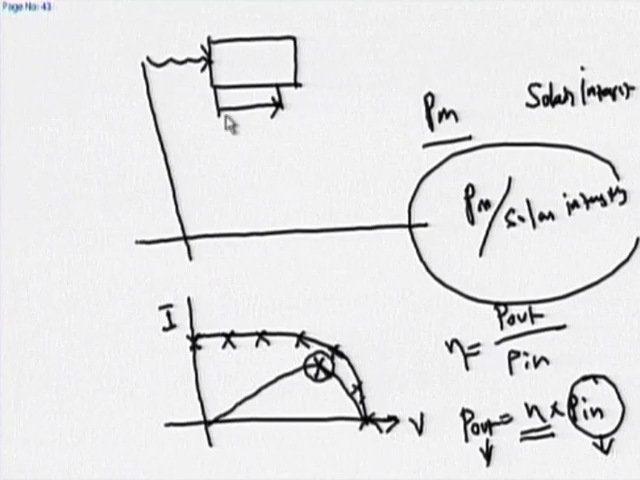 Page No: 43
Solar Intensity
Pm
Pm / Solar intensity
I
η = Pout / Pin
V
Pout = η × Pin